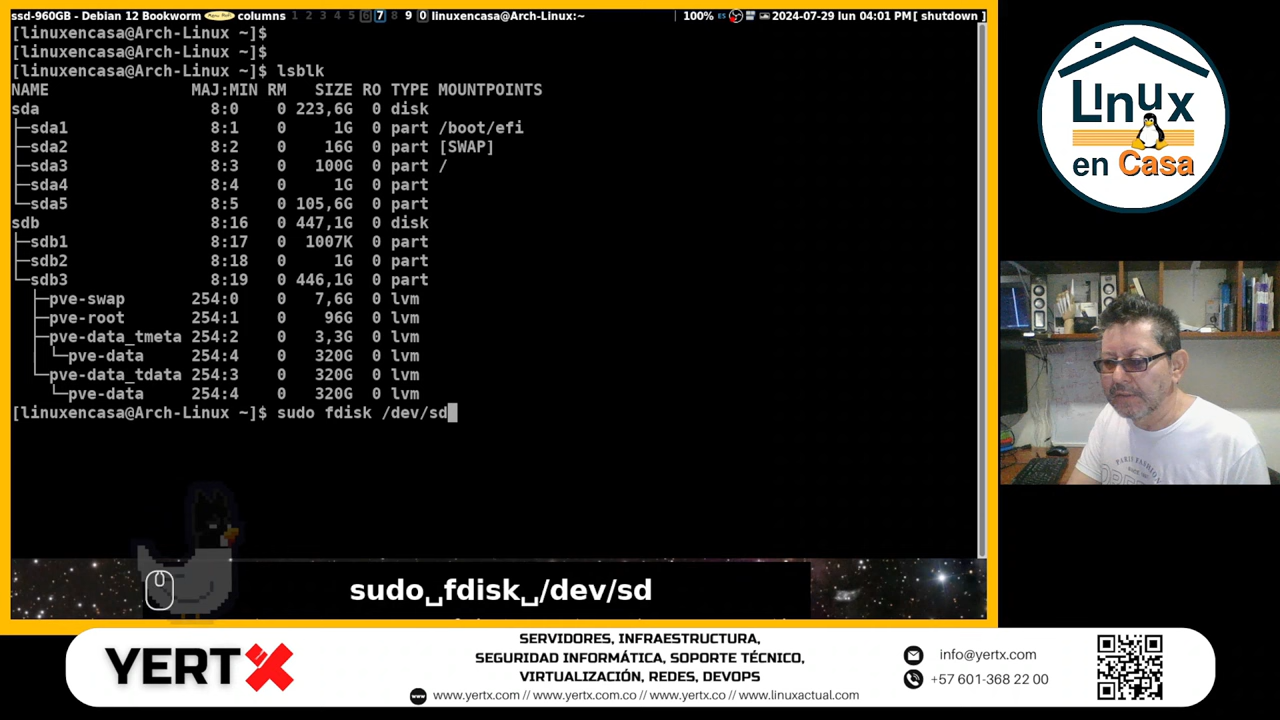 ssd-960GB - Debian 12 Bookworm columns 1 2 3 4 5 6 7 8 9 0 linuxencasa@Arch-Linux:~ 100% ES 2024-07-29 lun 04:01 PM[ shutdown ]
[linuxencasa@Arch-Linux ~]$
[linuxencasa@Arch-Linux ~]$
[linuxencasa@Arch-Linux ~]$ lsblk
NAME MAJ:MIN RM SIZE RO TYPE MOUNTPOINTS
sda 8:0 0 223,6G 0 disk
├─sda1 8:1 0 1G 0 part /boot/efi
├─sda2 8:2 0 16G 0 part [SWAP]
├─sda3 8:3 0 100G 0 part /
├─sda4 8:4 0 1G 0 part
└─sda5 8:5 0 105,6G 0 part
sdb 8:16 0 447,1G 0 disk
├─sdb1 8:17 0 1007K 0 part
├─sdb2 8:18 0 1G 0 part
└─sdb3 8:19 0 446,1G 0 part
├─pve-swap 254:0 0 7,6G 0 lvm
├─pve-root 254:1 0 96G 0 lvm
├─pve-data_tmeta 254:2 0 3,3G 0 lvm
│ └─pve-data 254:4 0 320G 0 lvm
└─pve-data_tdata 254:3 0 320G 0 lvm
└─pve-data 254:4 0 320G 0 lvm
[linuxencasa@Arch-Linux ~]$ sudo fdisk /dev/sd
sudo␣fdisk␣/dev/sd
Linux
en Casa
YERTX
SERVIDORES, INFRAESTRUCTURA,
SEGURIDAD INFORMÁTICA, SOPORTE TÉCNICO,
VIRTUALIZACIÓN, REDES, DEVOPS
www.yertx.com // www.yertx.com.co // www.yertx.co // www.linuxactual.com
info@yertx.com
+57 601-368 22 00